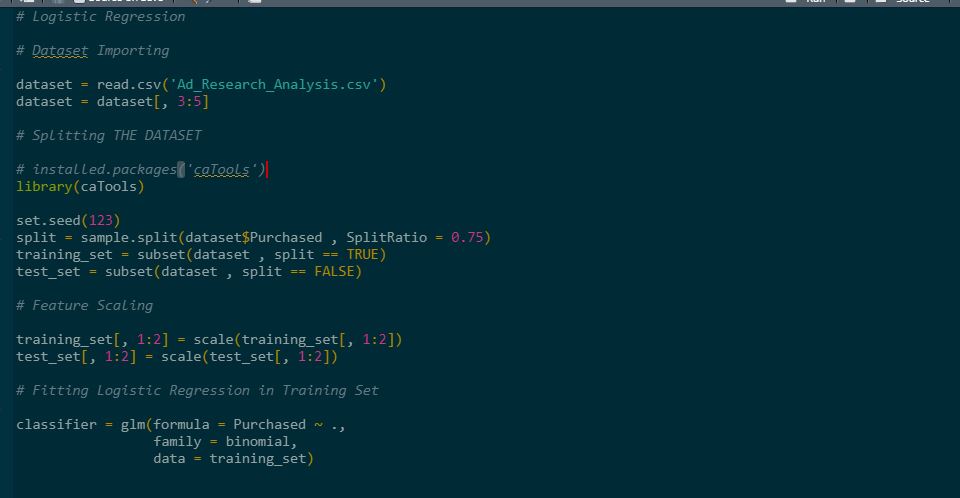 # Logistic Regression
# Dataset Importing
dataset = read.csv('Ad_Research_Analysis.csv')
dataset = dataset[, 3:5]
# Splitting THE DATASET
# installed.packages('caTools')
library(caTools)
set.seed(123)
split = sample.split(dataset$Purchased , SplitRatio = 0.75)
training_set = subset(dataset , split == TRUE)
test_set = subset(dataset , split == FALSE)
# Feature Scaling
training_set[, 1:2] = scale(training_set[, 1:2])
test_set[, 1:2] = scale(test_set[, 1:2])
# Fitting Logistic Regression in Training Set
classifier = glm(formula = Purchased ~ .,
family = binomial,
data = training_set)